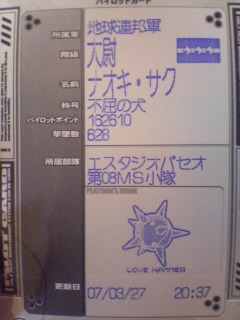 パイロットカード
所属軍 地球連邦軍
階級 大尉
名前 ナオキ・サク
称号 不屈の犬
パイロットポイント 162610
撃墜数 628
所属部隊 エスタジオパセオ
第08MS小隊
PLATOON'S MARK
LOVE HAMMER
更新日 07/03/27 20:37